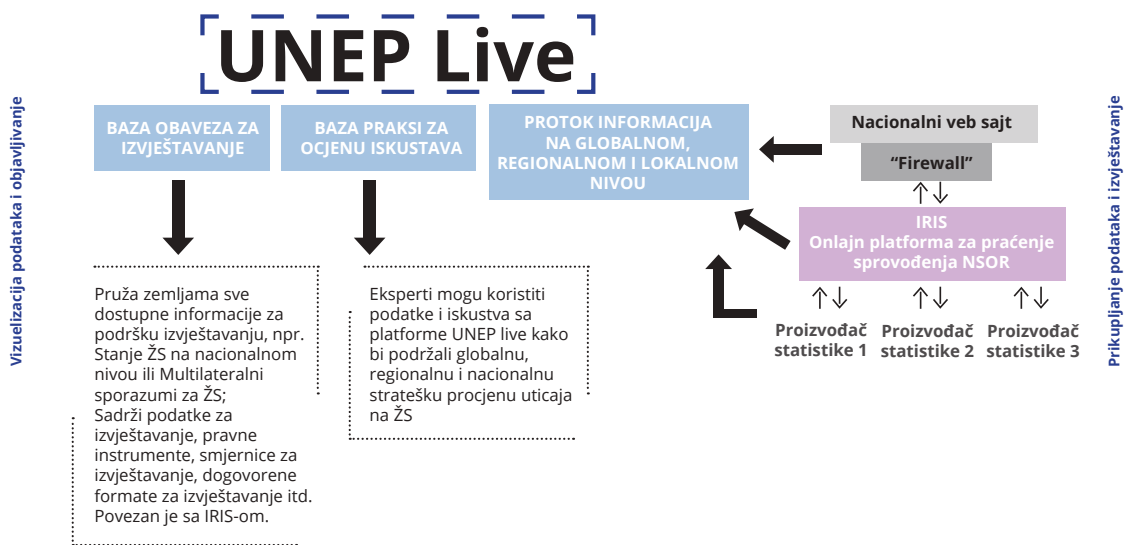 UNEP Live
Vizuelizacija podataka i objavljivanje
BAZA OBAVEZA ZA
IZVJEŠTAVANJE
BAZA PRAKSI ZA
OCJENU ISKUSTAVA
PROTOK INFORMACIJA
NA GLOBALNOM,
REGIONALNOM I LOKALNOM
NIVOU
Nacionalni veb sajt
“Firewall”
IRIS
Onlajn platforma za praćenje
sprovođenja NSOR
Proizvođač
statistike 1
Proizvođač
statistike 2
Proizvođač
statistike 3
Prikupljanje podataka i izvještavanje
Pruža zemljama sve
dostupne informacije za
podršku izvještavanju, npr.
Stanje ŽS na nacionalnom
nivou ili Multilateralni
sporazumi za ŽS;
Sadrži podatke za
izvještavanje, pravne
instrumente, smjernice za
izvještavanje, dogovorene
formate za izvještavanje itd.
Povezan je sa IRIS-om.
Eksperti mogu koristiti
podatke i iskustva sa
platforme UNEP live kako
bi podržali globalnu,
regionalnu i nacionalnu
stratešku procjenu uticaja
na ŽS